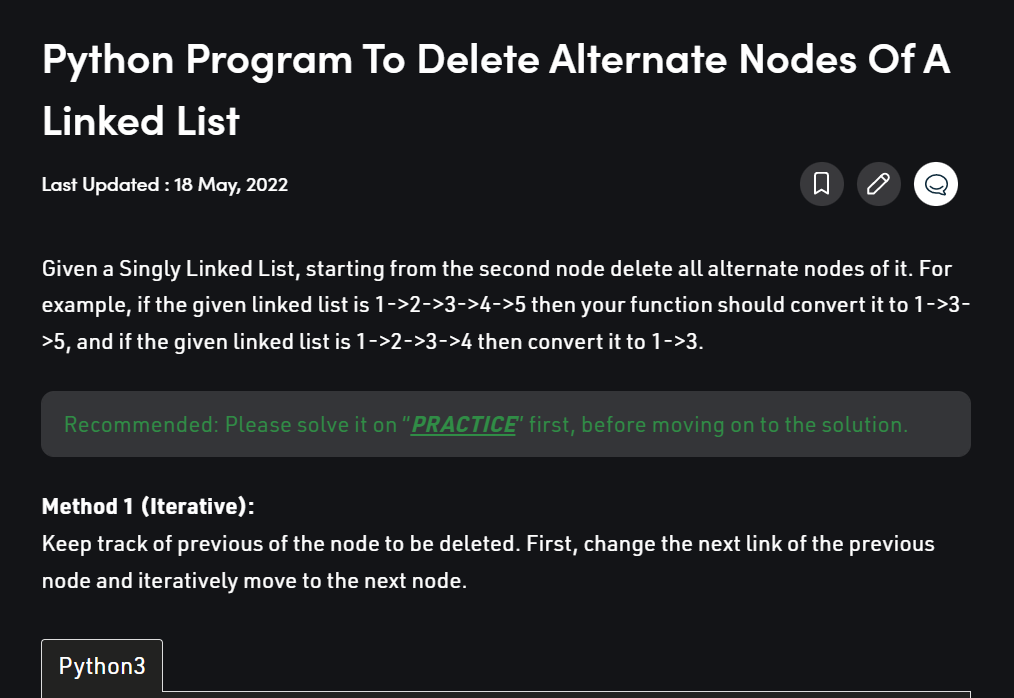 Python Program To Delete Alternate Nodes Of A
Linked List
Last Updated : 18 May, 2022
Given a Singly Linked List, starting from the second node delete all alternate nodes of it. For
example, if the given linked list is 1->2->3->4->5 then your function should convert it to 1->3-
>5, and if the given linked list is 1->2->3->4 then convert it to 1->3.
Recommended: Please solve it on “PRACTICE” first, before moving on to the solution.
Method 1 (Iterative):
Keep track of previous of the node to be deleted. First, change the next link of the previous
node and iteratively move to the next node.
Python3